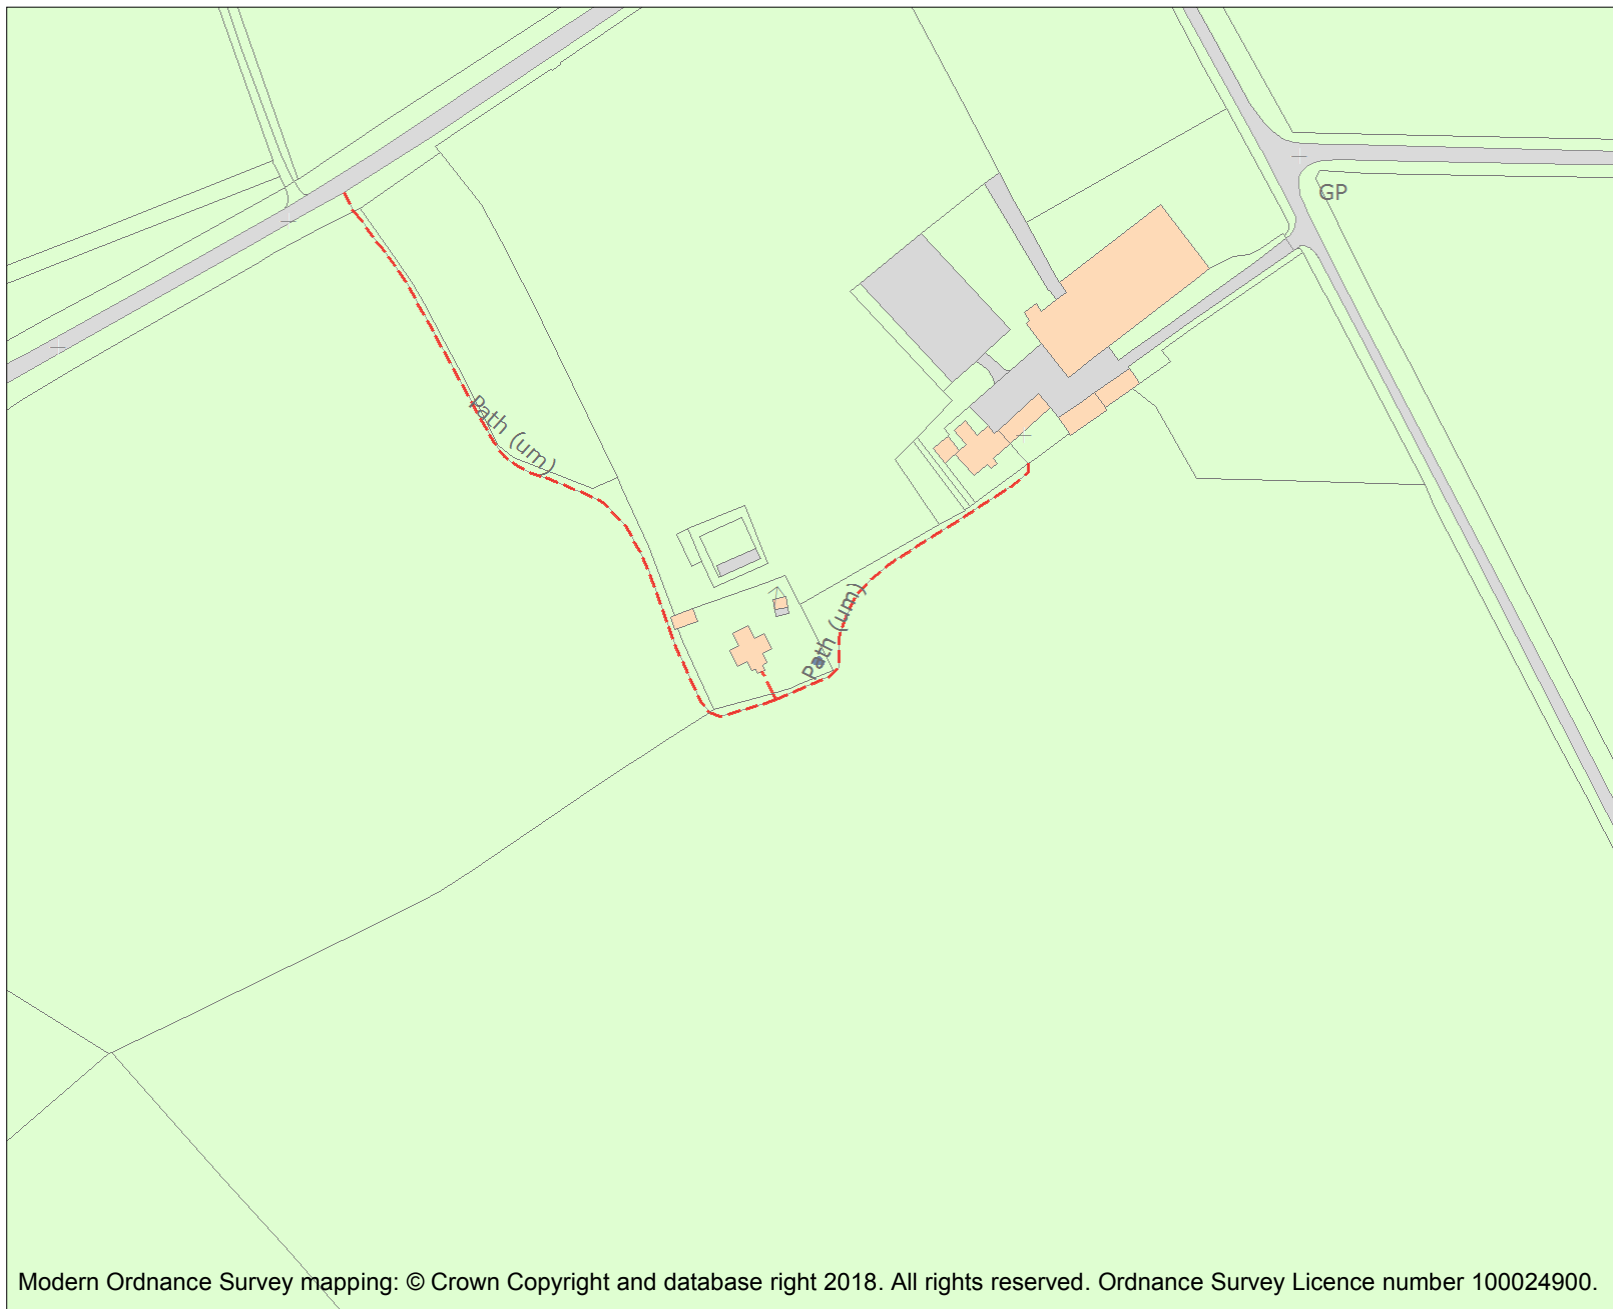 GP
Path (um)
Path (um)
Modern Ordnance Survey mapping: © Crown Copyright and database right 2018. All rights reserved. Ordnance Survey Licence number 100024900.